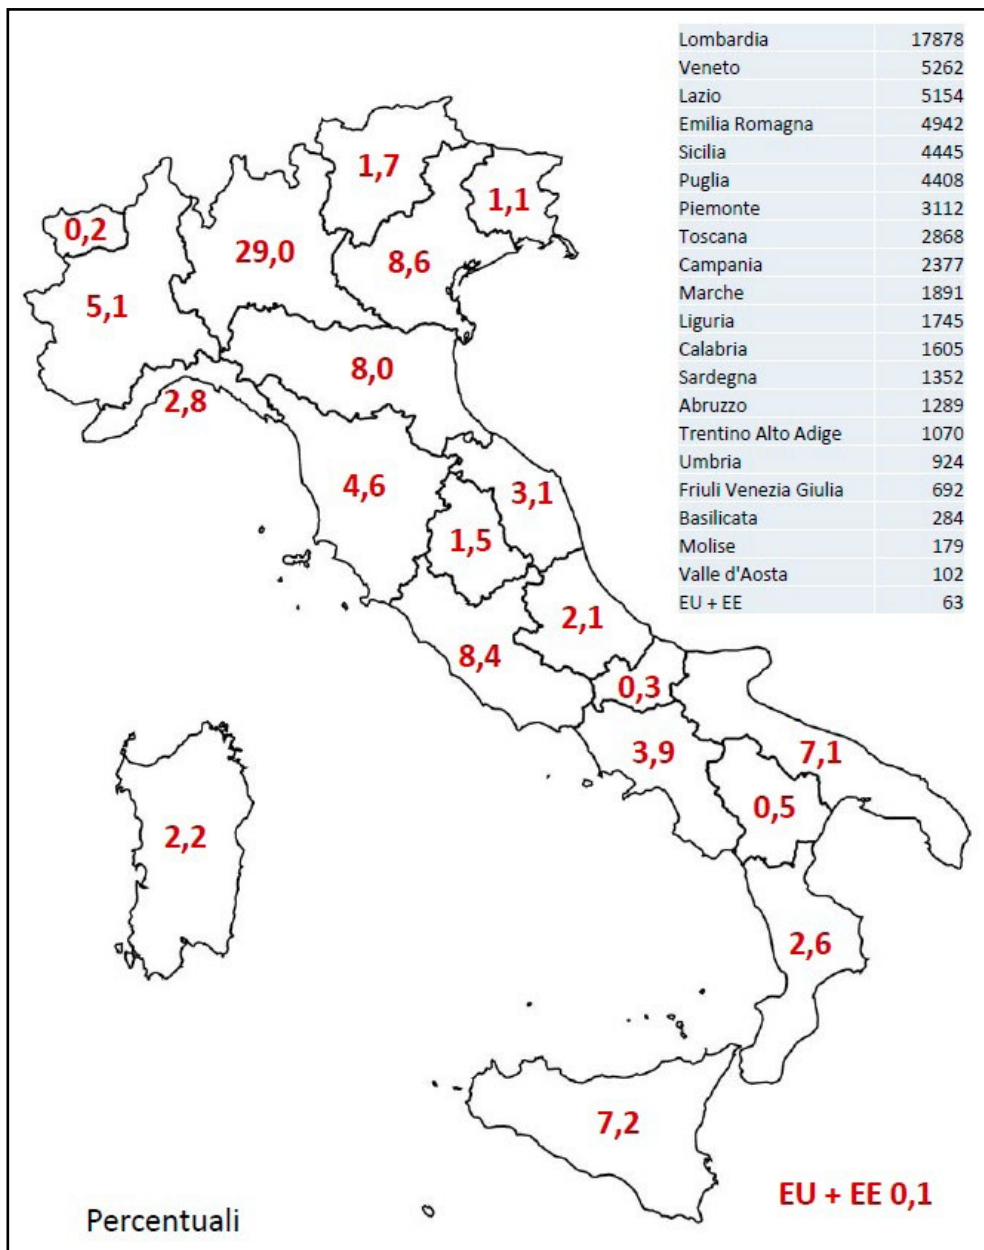 Lombardia 17878
Veneto 5262
Lazio 5154
Emilia Romagna 4942
Sicilia 4445
Puglia 4408
Piemonte 3112
Toscana 2868
Campania 2377
Marche 1891
Liguria 1745
Calabria 1605
Sardegna 1352
Abruzzo 1289
Trentino Alto Adige 1070
Umbria 924
Friuli Venezia Giulia 692
Basilicata 284
Molise 179
Valle d'Aosta 102
EU + EE 63
1,7
1,1
0,2
29,0
8,6
5,1
8,0
2,8
4,6
3,1
1,5
2,1
8,4
0,3
3,9
7,1
0,5
2,2
2,6
7,2
EU + EE 0,1
Percentuali